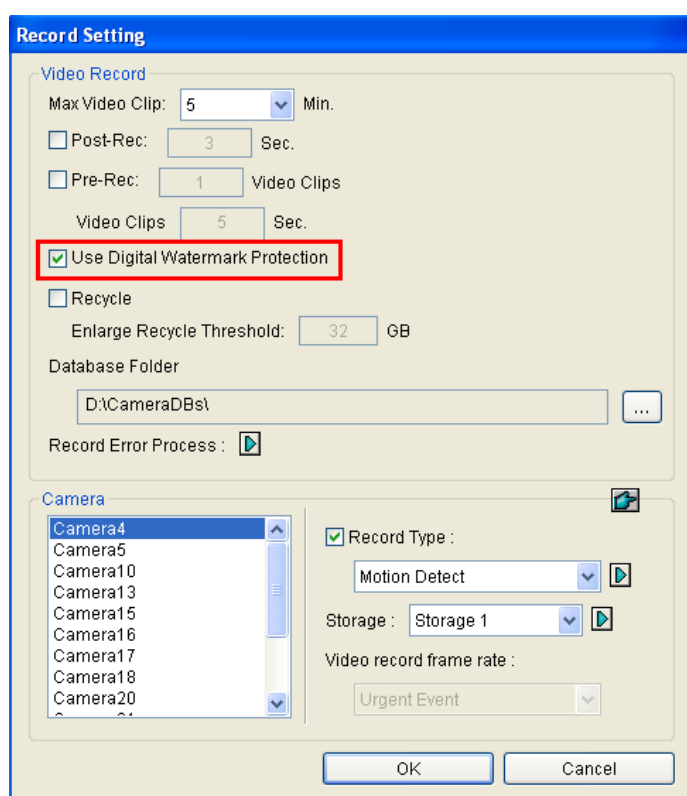 Record Setting
Video Record
Max Video Clip: 5 Min.
Post-Rec: 3 Sec.
Pre-Rec: 1 Video Clips
Video Clips 5 Sec.
Use Digital Watermark Protection
Recycle
Enlarge Recycle Threshold: 32 GB
Database Folder
D:\CameraDBs\ ...
Record Error Process :
Camera
Camera4
Camera5
Camera10
Camera13
Camera15
Camera16
Camera17
Camera18
Camera20
Record Type :
Motion Detect
Storage : Storage 1
Video record frame rate :
Urgent Event
OK Cancel